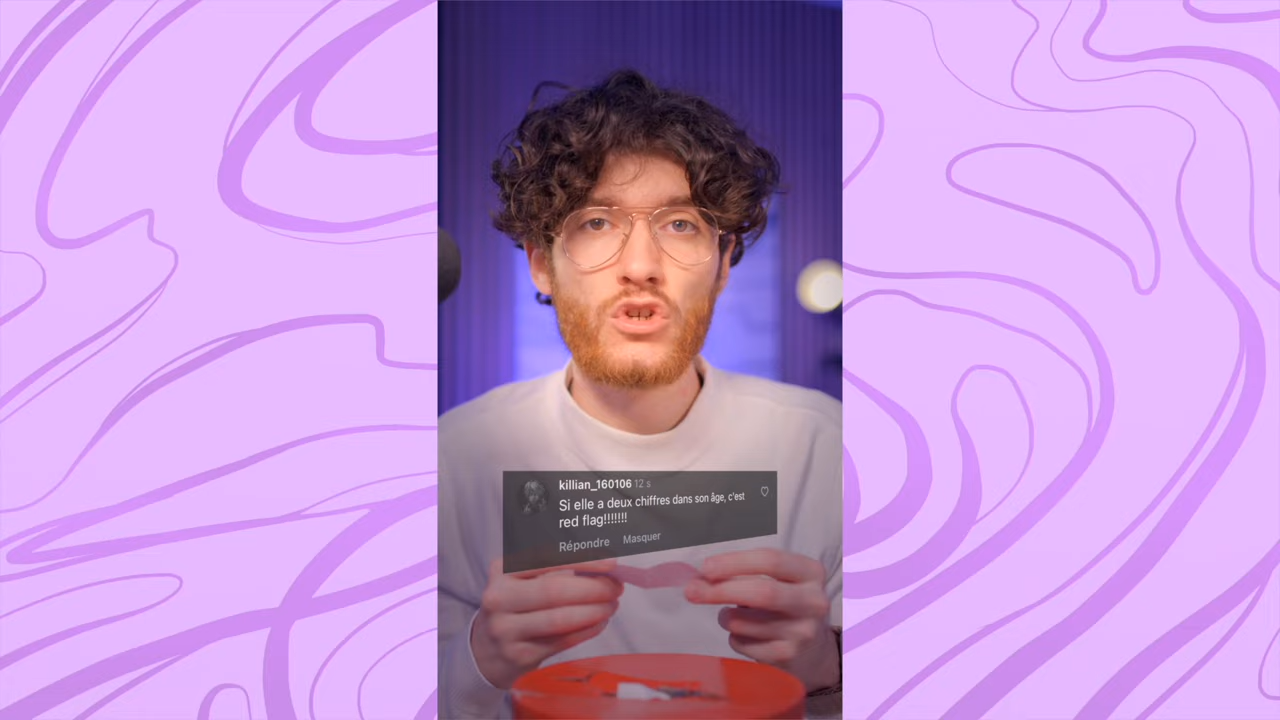 killian_160106 12 s
Si elle a deux chiffres dans son âge, c'est
red flag!!!!!!!
Répondre Masquer